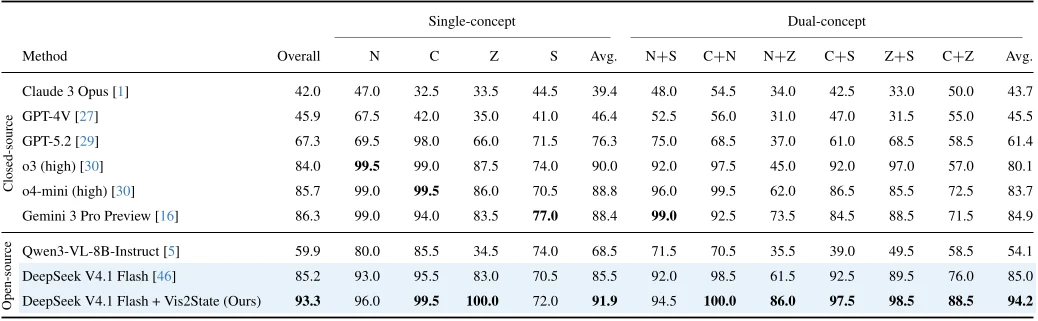 Single-concept Dual-concept
Method Overall N C Z S Avg. N+S C+N N+Z C+S Z+S C+Z Avg.
Closed-source
Claude 3 Opus [1] 42.0 47.0 32.5 33.5 44.5 39.4 48.0 54.5 34.0 42.5 33.0 50.0 43.7
GPT-4V [27] 45.9 67.5 42.0 35.0 41.0 46.4 52.5 56.0 31.0 47.0 31.5 55.0 45.5
GPT-5.2 [29] 67.3 69.5 98.0 66.0 71.5 76.3 75.0 68.5 37.0 61.0 68.5 58.5 61.4
o3 (high) [30] 84.0 99.5 99.0 87.5 74.0 90.0 92.0 97.5 45.0 92.0 97.0 57.0 80.1
o4-mini (high) [30] 85.7 99.0 99.5 86.0 70.5 88.8 96.0 99.5 62.0 86.5 85.5 72.5 83.7
Gemini 3 Pro Preview [16] 86.3 99.0 94.0 83.5 77.0 88.4 99.0 92.5 73.5 84.5 88.5 71.5 84.9
Open-source
Qwen3-VL-8B-Instruct [5] 59.9 80.0 85.5 34.5 74.0 68.5 71.5 70.5 35.5 39.0 49.5 58.5 54.1
DeepSeek V4.1 Flash [46] 85.2 93.0 95.5 83.0 70.5 85.5 92.0 98.5 61.5 92.5 89.5 76.0 85.0
DeepSeek V4.1 Flash + Vis2State (Ours) 93.3 96.0 99.5 100.0 72.0 91.9 94.5 100.0 86.0 97.5 98.5 88.5 94.2